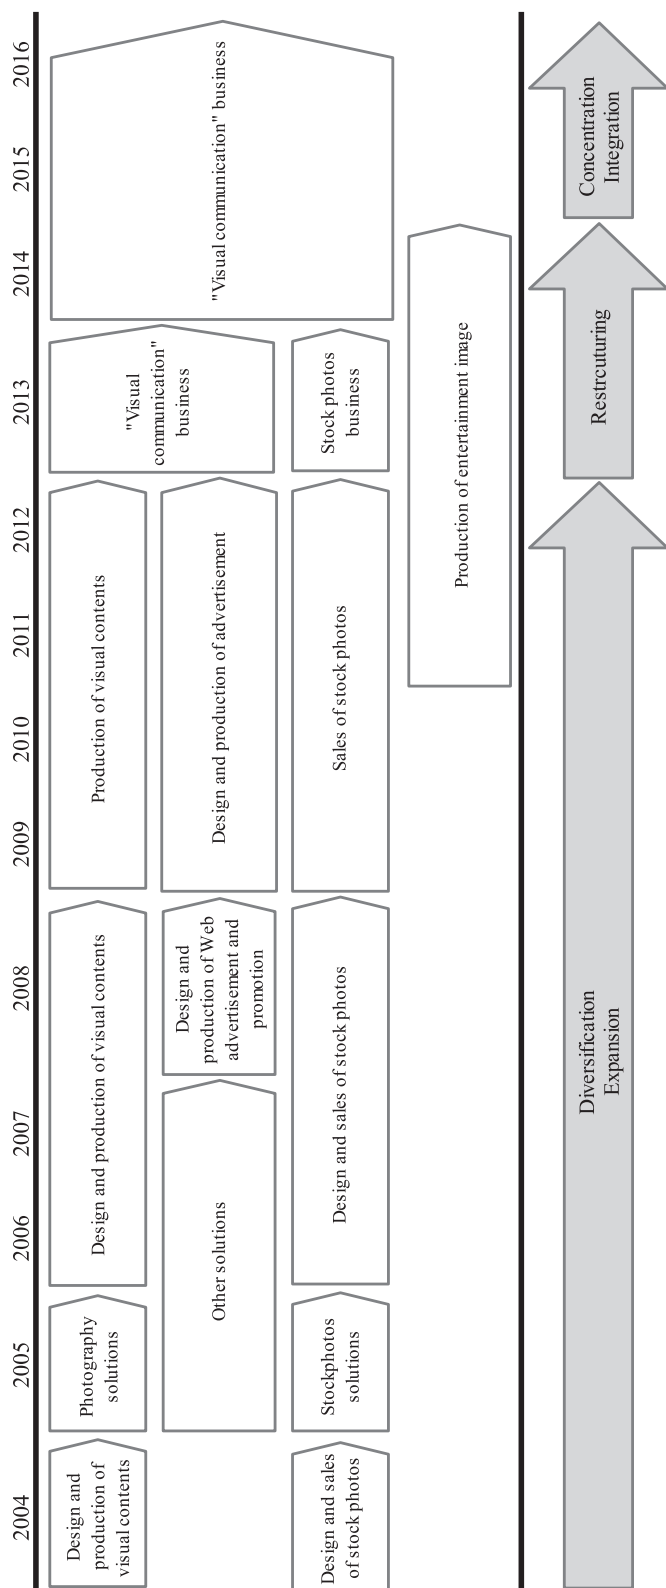 2004
2005
2006
2007
2008
2009
2010
2011
2012
2013
2014
2015
2016
Design and
production of
visual contents
Photography
solutions
Design and production of visual contents
Production of visual contents
"Visual
communication"
business
"Visual communication" business
Other solutions
Design and
production of Web
advertisement and
promotion
Design and production of advertisement
Design and sales
of stock photos
Stockphotos
solutions
Design and sales of stock photos
Sales of stock photos
Stock photos
business
Production of entertainment image
Diversification
Expansion
Restrcuturing
Concentration
Integration